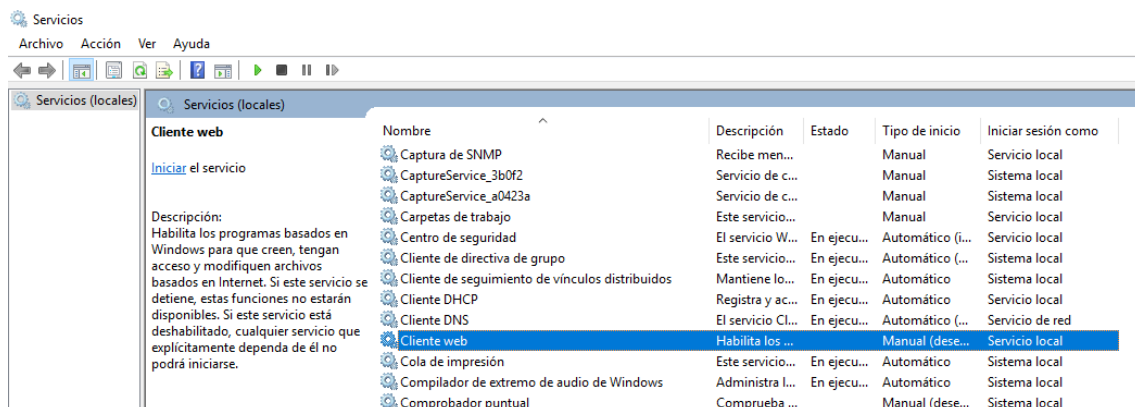 Servicios
Archivo Acción Ver Ayuda
Servicios (locales)
Servicios (locales)
Cliente web
Iniciar el servicio
Descripción:
Habilita los programas basados en
Windows para que creen, tengan
acceso y modifiquen archivos
basados en Internet. Si este servicio se
detiene, estas funciones no estarán
disponibles. Si este servicio está
deshabilitado, cualquier servicio que
explícitamente dependa de él no
podrá iniciarse.
Nombre Descripción Estado Tipo de inicio Iniciar sesión como
Captura de SNMP Recibe men... Manual Servicio local
CaptureService_3b0f2 Servicio de c... Manual Sistema local
CaptureService_a0423a Servicio de c... Manual Sistema local
Carpetas de trabajo Este servicio... Manual Servicio local
Centro de seguridad El servicio W... En ejecu... Automático (i... Servicio local
Cliente de directiva de grupo Este servicio... En ejecu... Automático (... Sistema local
Cliente de seguimiento de vínculos distribuidos Mantiene lo... En ejecu... Automático Sistema local
Cliente DHCP Registra y ac... En ejecu... Automático Servicio local
Cliente DNS El servicio Cl... En ejecu... Automático (... Servicio de red
Cliente web Habilita los ... Manual (dese... Servicio local
Cola de impresión Este servicio... En ejecu... Automático Sistema local
Compilador de extremo de audio de Windows Administra l... En ejecu... Automático Sistema local
Comprobador puntual Comprueba ... Manual (dese... Sistema local